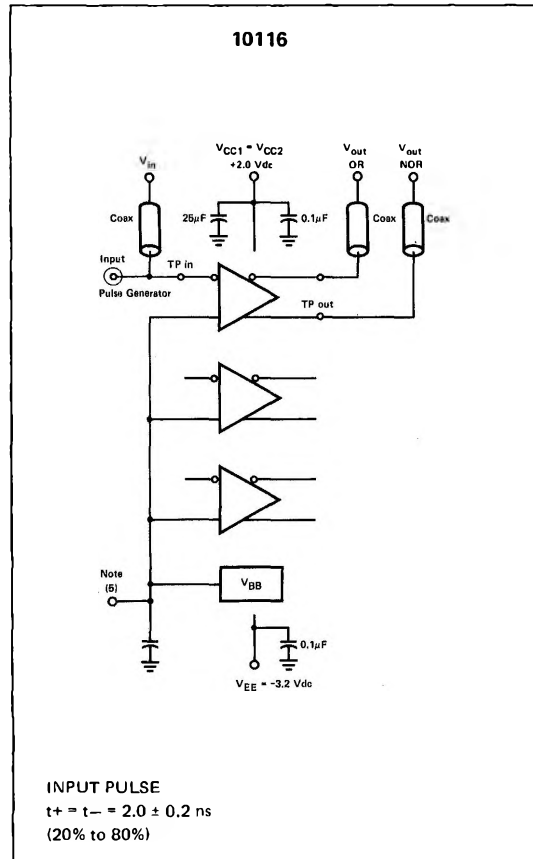 10116
V_in
V_CC1 = V_CC2
+2.0 Vdc
V_out
OR
V_out
NOR
Coax
25μF
0.1μF
Coax
Coax
Input
TP in
Pulse Generator
TP out
Note
(5)
V_BB
0.1μF
V_EE = -3.2 Vdc
INPUT PULSE
t+ = t− = 2.0 ± 0.2 ns
(20% to 80%)